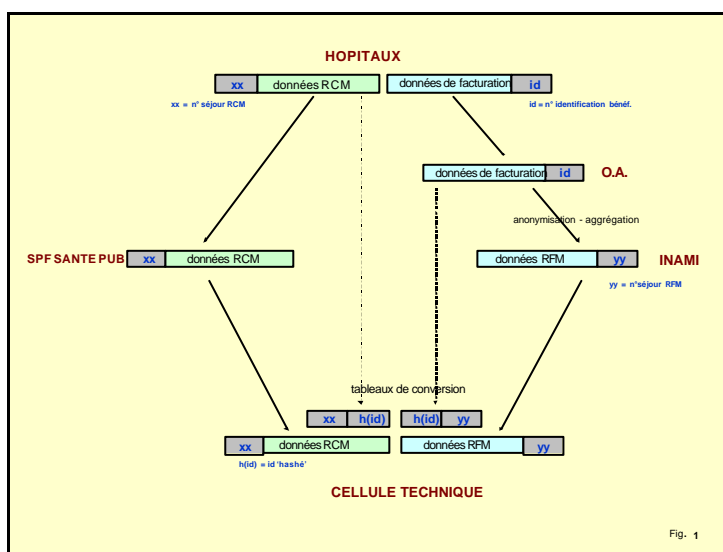 HOPITAUX
xx données RCM données de facturation id
xx = n° séjour RCM id = n° identification bénéf.
données de facturation id O.A.
anonymisation - aggrégation
SPF SANTE PUB xx données RCM données RFM yy INAMI
yy = n°séjour RFM
tableaux de conversion
xx h(id) h(id) yy
xx données RCM données RFM yy
h(id) = id 'hashé'
CELLULE TECHNIQUE
Fig. 1